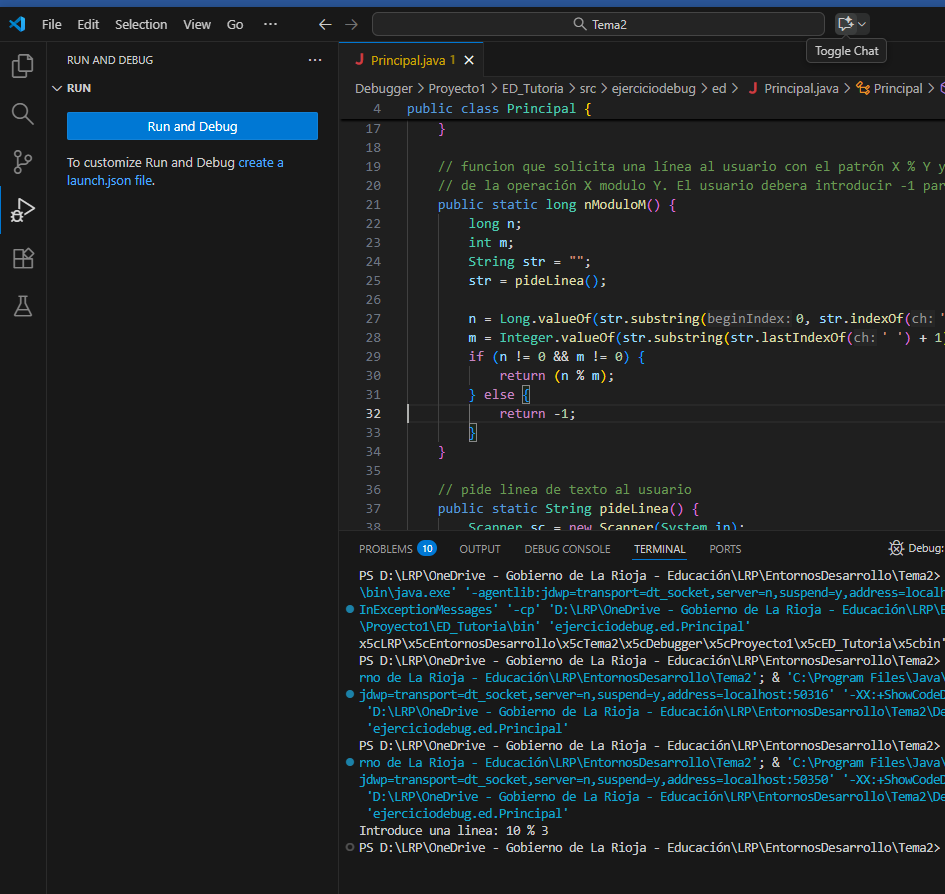 File Edit Selection View Go ··· ← → Tema2
Toggle Chat
RUN AND DEBUG ···
RUN
Run and Debug
To customize Run and Debug create a
launch.json file.
J Principal.java 1 ×
Debugger > Proyecto1 > ED_Tutoria > src > ejerciciodebug > ed > J Principal.java > Principal >
4 public class Principal {
17 }
18
19 // funcion que solicita una línea al usuario con el patrón X % Y y
20 // de la operación X modulo Y. El usuario debera introducir -1 par
21 public static long nModuloM() {
22 long n;
23 int m;
24 String str = "";
25 str = pideLinea();
26
27 n = Long.valueOf(str.substring(beginIndex: 0, str.indexOf(ch: '
28 m = Integer.valueOf(str.substring(str.lastIndexOf(ch: ' ') + 1
29 if (n != 0 && m != 0) {
30 return (n % m);
31 } else {
32 return -1;
33 }
34 }
35
36 // pide linea de texto al usuario
37 public static String pideLinea() {
38 Scanner sc = new Scanner(System.in);
PROBLEMS 10 OUTPUT DEBUG CONSOLE TERMINAL PORTS Debug:
PS D:\LRP\OneDrive - Gobierno de La Rioja - Educación\LRP\EntornosDesarrollo\Tema2>
\bin\java.exe' '-agentlib:jdwp=transport=dt_socket,server=n,suspend=y,address=localh
InExceptionMessages' '-cp' 'D:\LRP\OneDrive - Gobierno de La Rioja - Educación\LRP\E
\Proyecto1\ED_Tutoria\bin' 'ejerciciodebug.ed.Principal'
x5cLRP\x5cEntornosDesarrollo\x5cTema2\x5cDebugger\x5cProyecto1\x5cED_Tutoria\x5cbin'
PS D:\LRP\OneDrive - Gobierno de La Rioja - Educación\LRP\EntornosDesarrollo\Tema2>
rno de La Rioja - Educación\LRP\EntornosDesarrollo\Tema2'; & 'C:\Program Files\Java\
jdwp=transport=dt_socket,server=n,suspend=y,address=localhost:50316' '-XX:+ShowCodeD
'D:\LRP\OneDrive - Gobierno de La Rioja - Educación\LRP\EntornosDesarrollo\Tema2\De
'ejerciciodebug.ed.Principal'
PS D:\LRP\OneDrive - Gobierno de La Rioja - Educación\LRP\EntornosDesarrollo\Tema2>
rno de La Rioja - Educación\LRP\EntornosDesarrollo\Tema2'; & 'C:\Program Files\Java\
jdwp=transport=dt_socket,server=n,suspend=y,address=localhost:50350' '-XX:+ShowCodeD
'D:\LRP\OneDrive - Gobierno de La Rioja - Educación\LRP\EntornosDesarrollo\Tema2\De
'ejerciciodebug.ed.Principal'
Introduce una linea: 10 % 3
PS D:\LRP\OneDrive - Gobierno de La Rioja - Educación\LRP\EntornosDesarrollo\Tema2>